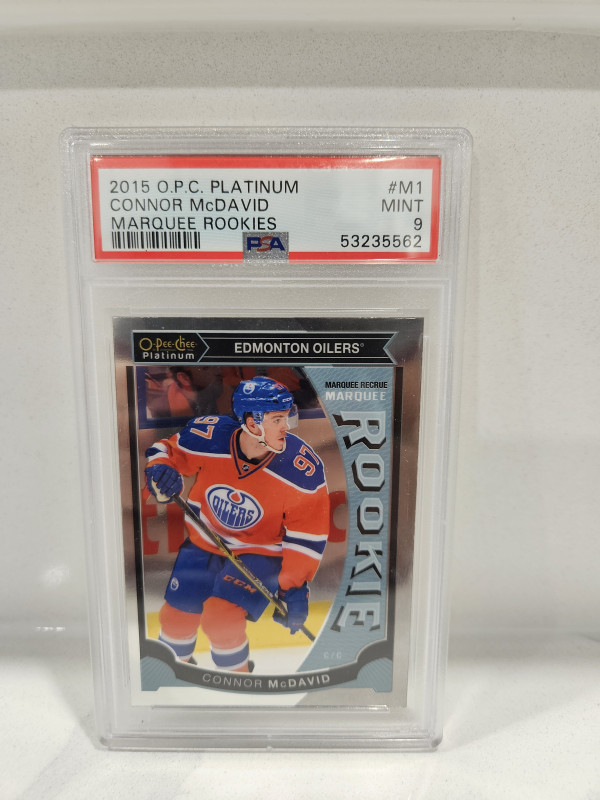 2015 O.P.C. PLATINUM #M1
CONNOR McDAVID MINT
MARQUEE ROOKIES 9
PSA 53235562
O-Pee-Chee
Platinum
EDMONTON OILERS
MARQUEE RECRUE
MARQUEE
ROOKIE
97
97
OILERS
CCM
C/C
CONNOR McDAVID